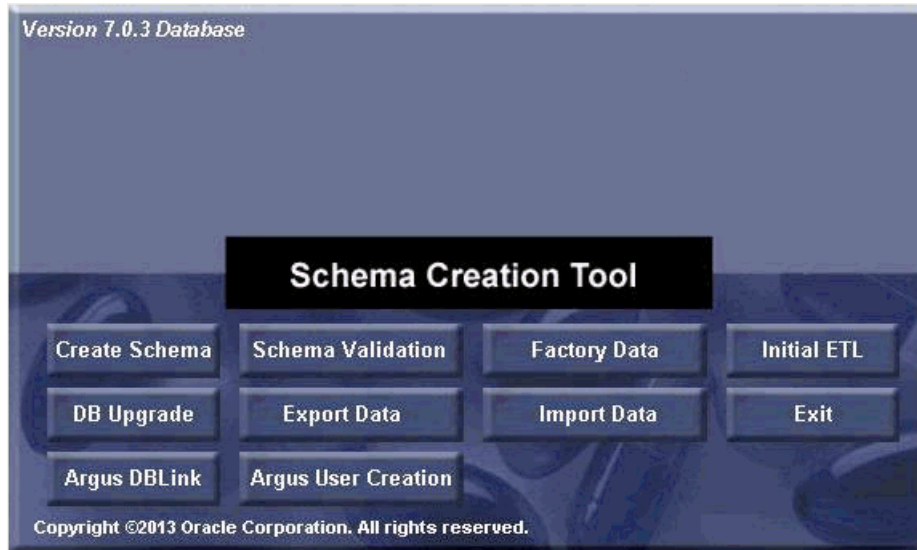 Version 7.0.3 Database
Schema Creation Tool
Create Schema Schema Validation Factory Data Initial ETL
DB Upgrade Export Data Import Data Exit
Argus DBLink Argus User Creation
Copyright ©2013 Oracle Corporation. All rights reserved.